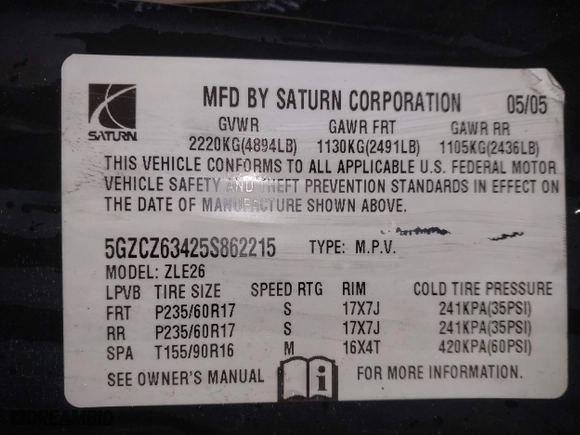 MFD BY SATURN CORPORATION 05/05
SATURN
GVWR GAWR FRT GAWR RR
2220KG(4894LB) 1130KG(2491LB) 1105KG(2436LB)
THIS VEHICLE CONFORMS TO ALL APPLICABLE U.S. FEDERAL MOTOR
VEHICLE SAFETY AND THEFT PREVENTION STANDARDS IN EFFECT ON
THE DATE OF MANUFACTURE SHOWN ABOVE.
5GZCZ63425S862215 TYPE: M.P.V.
MODEL: ZLE26
LPVB TIRE SIZE SPEED RTG RIM COLD TIRE PRESSURE
FRT P235/60R17 S 17X7J 241KPA(35PSI)
RR P235/60R17 S 17X7J 241KPA(35PSI)
SPA T155/90R16 M 16X4T 420KPA(60PSI)
SEE OWNER'S MANUAL i FOR MORE INFORMATION.
DREAMBID